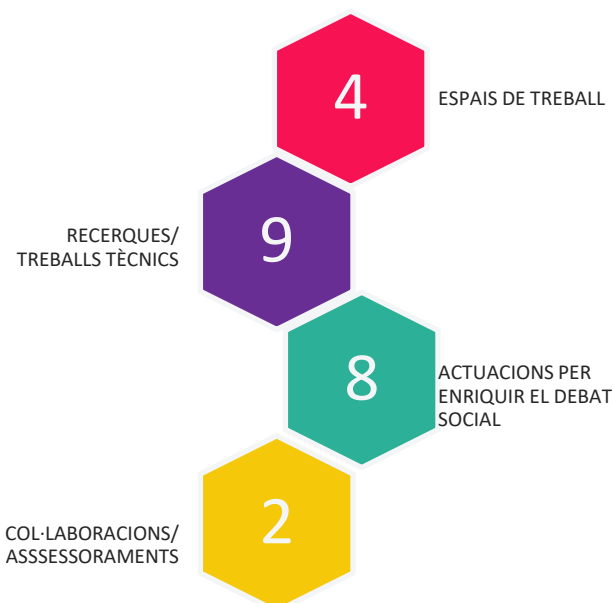 4
ESPAIS DE TREBALL
RECERQUES/
TREBALLS TÈCNICS
9
8
ACTUACIONS PER
ENRIQUIR EL DEBAT
SOCIAL
COL·LABORACIONS/
ASSSESSORAMENTS
2